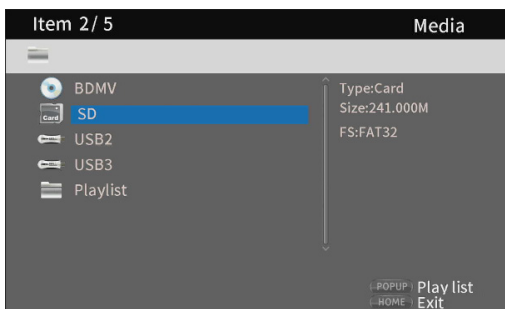 Item 2/ 5
Media
BDMV
Card
SD
USB2
USB3
Playlist
Type:Card
Size:241.000M
FS:FAT32
POPUP Play list
HOME Exit